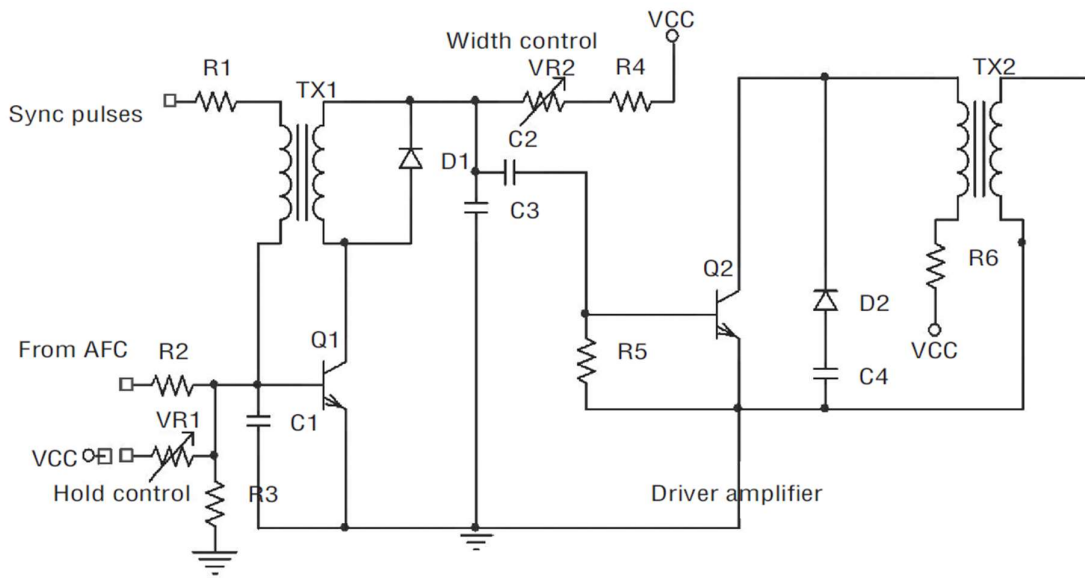 VCC
Width control
TX1
VR2
R4
TX2
R1
Sync pulses
C2
D1
C3
R6
Q2
D2
Q1
From AFC
R2
R5
VCC
C4
VR1
C1
VCC
Hold control
R3
Driver amplifier